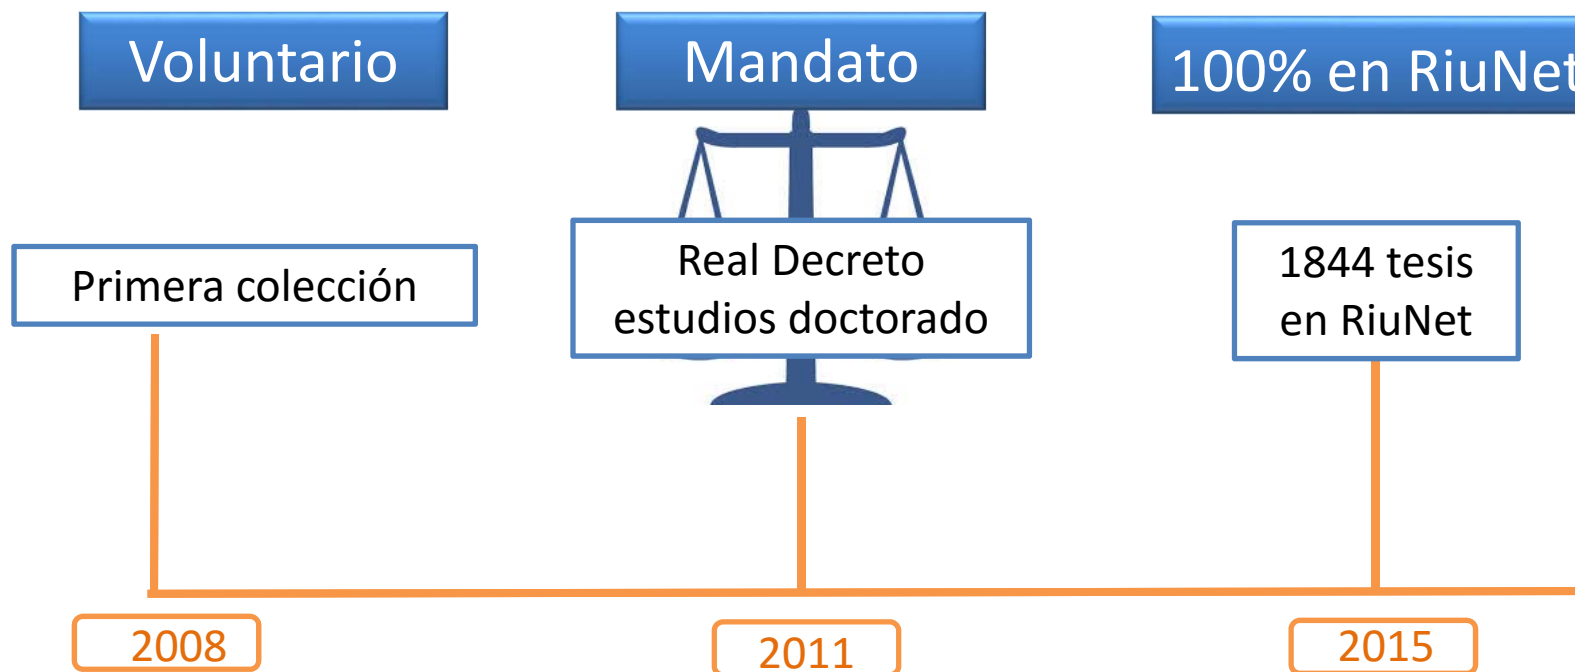 Voluntario
Mandato
100% en RiuNet
Primera colección
Real Decreto
estudios doctorado
1844 tesis
en RiuNet
2008
2011
2015